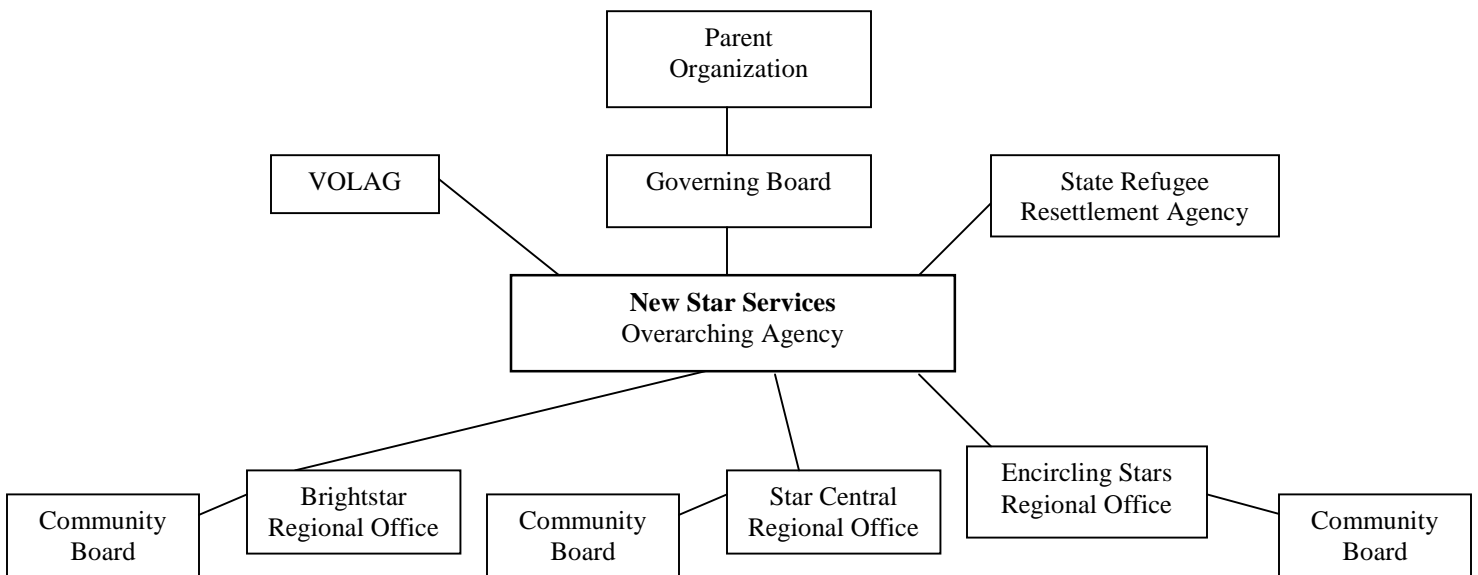 Parent
Organization
VOLAG
Governing Board
State Refugee
Resettlement Agency
New Star Services
Overarching Agency
Brightstar
Regional Office
Star Central
Regional Office
Encircling Stars
Regional Office
Community
Board
Community
Board
Community
Board